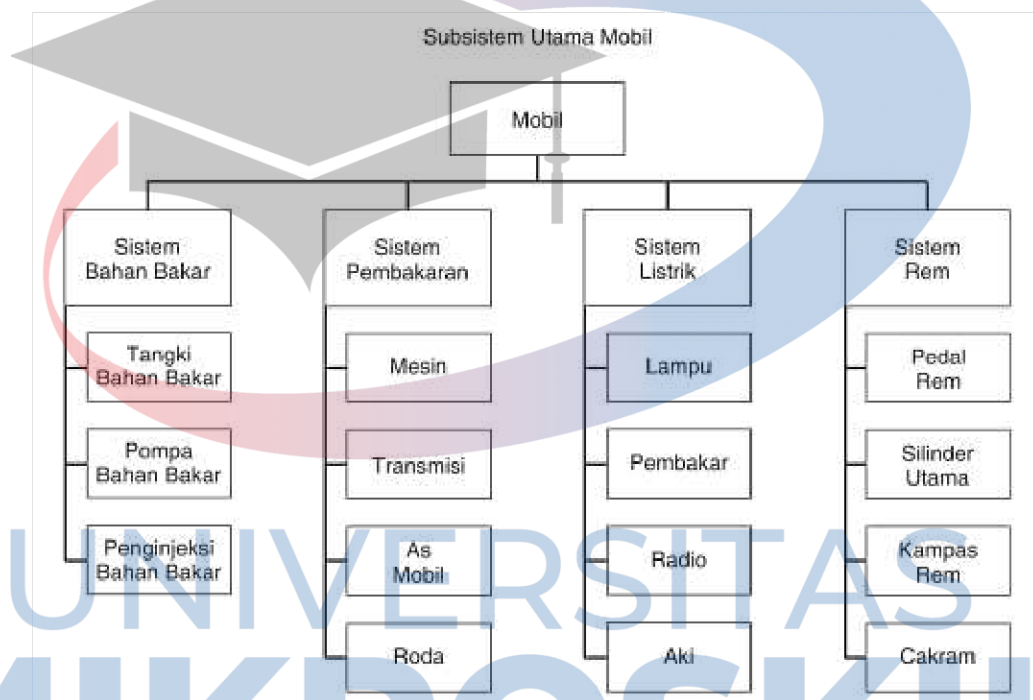 Subsistem Utama Mobil
Mobil
Sistem
Bahan Bakar
Tangki
Bahan Bakar
Pompa
Bahan Bakar
Penginjeksi
Bahan Bakar
Sistem
Pembakaran
Mesin
Transmisi
As
Mobil
Roda
Sistem
Listrik
Lampu
Pembakar
Radio
Aki
Sistem
Rem
Pedal
Rem
Silinder
Utama
Kampas
Rem
Cakram
UNIVERSITAS